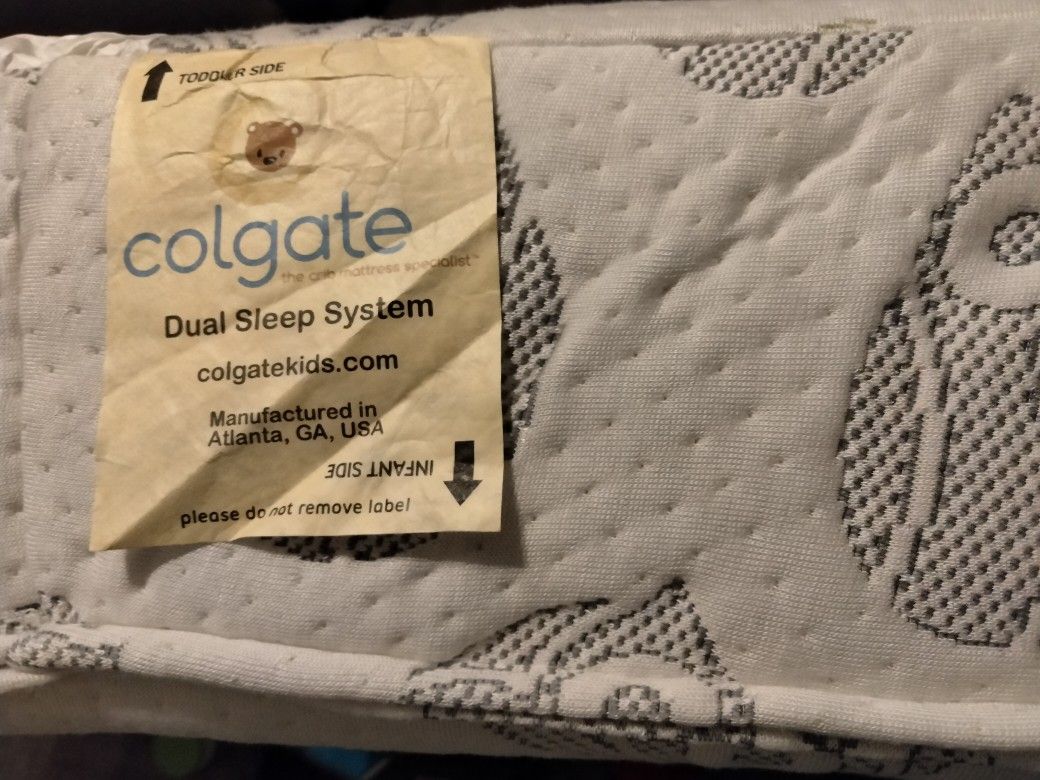 TODDLER SIDE
colgate
the crib mattress specialist™
Dual Sleep System
colgatekids.com
Manufactured in
Atlanta, GA, USA
INFANT SIDE
please do not remove label